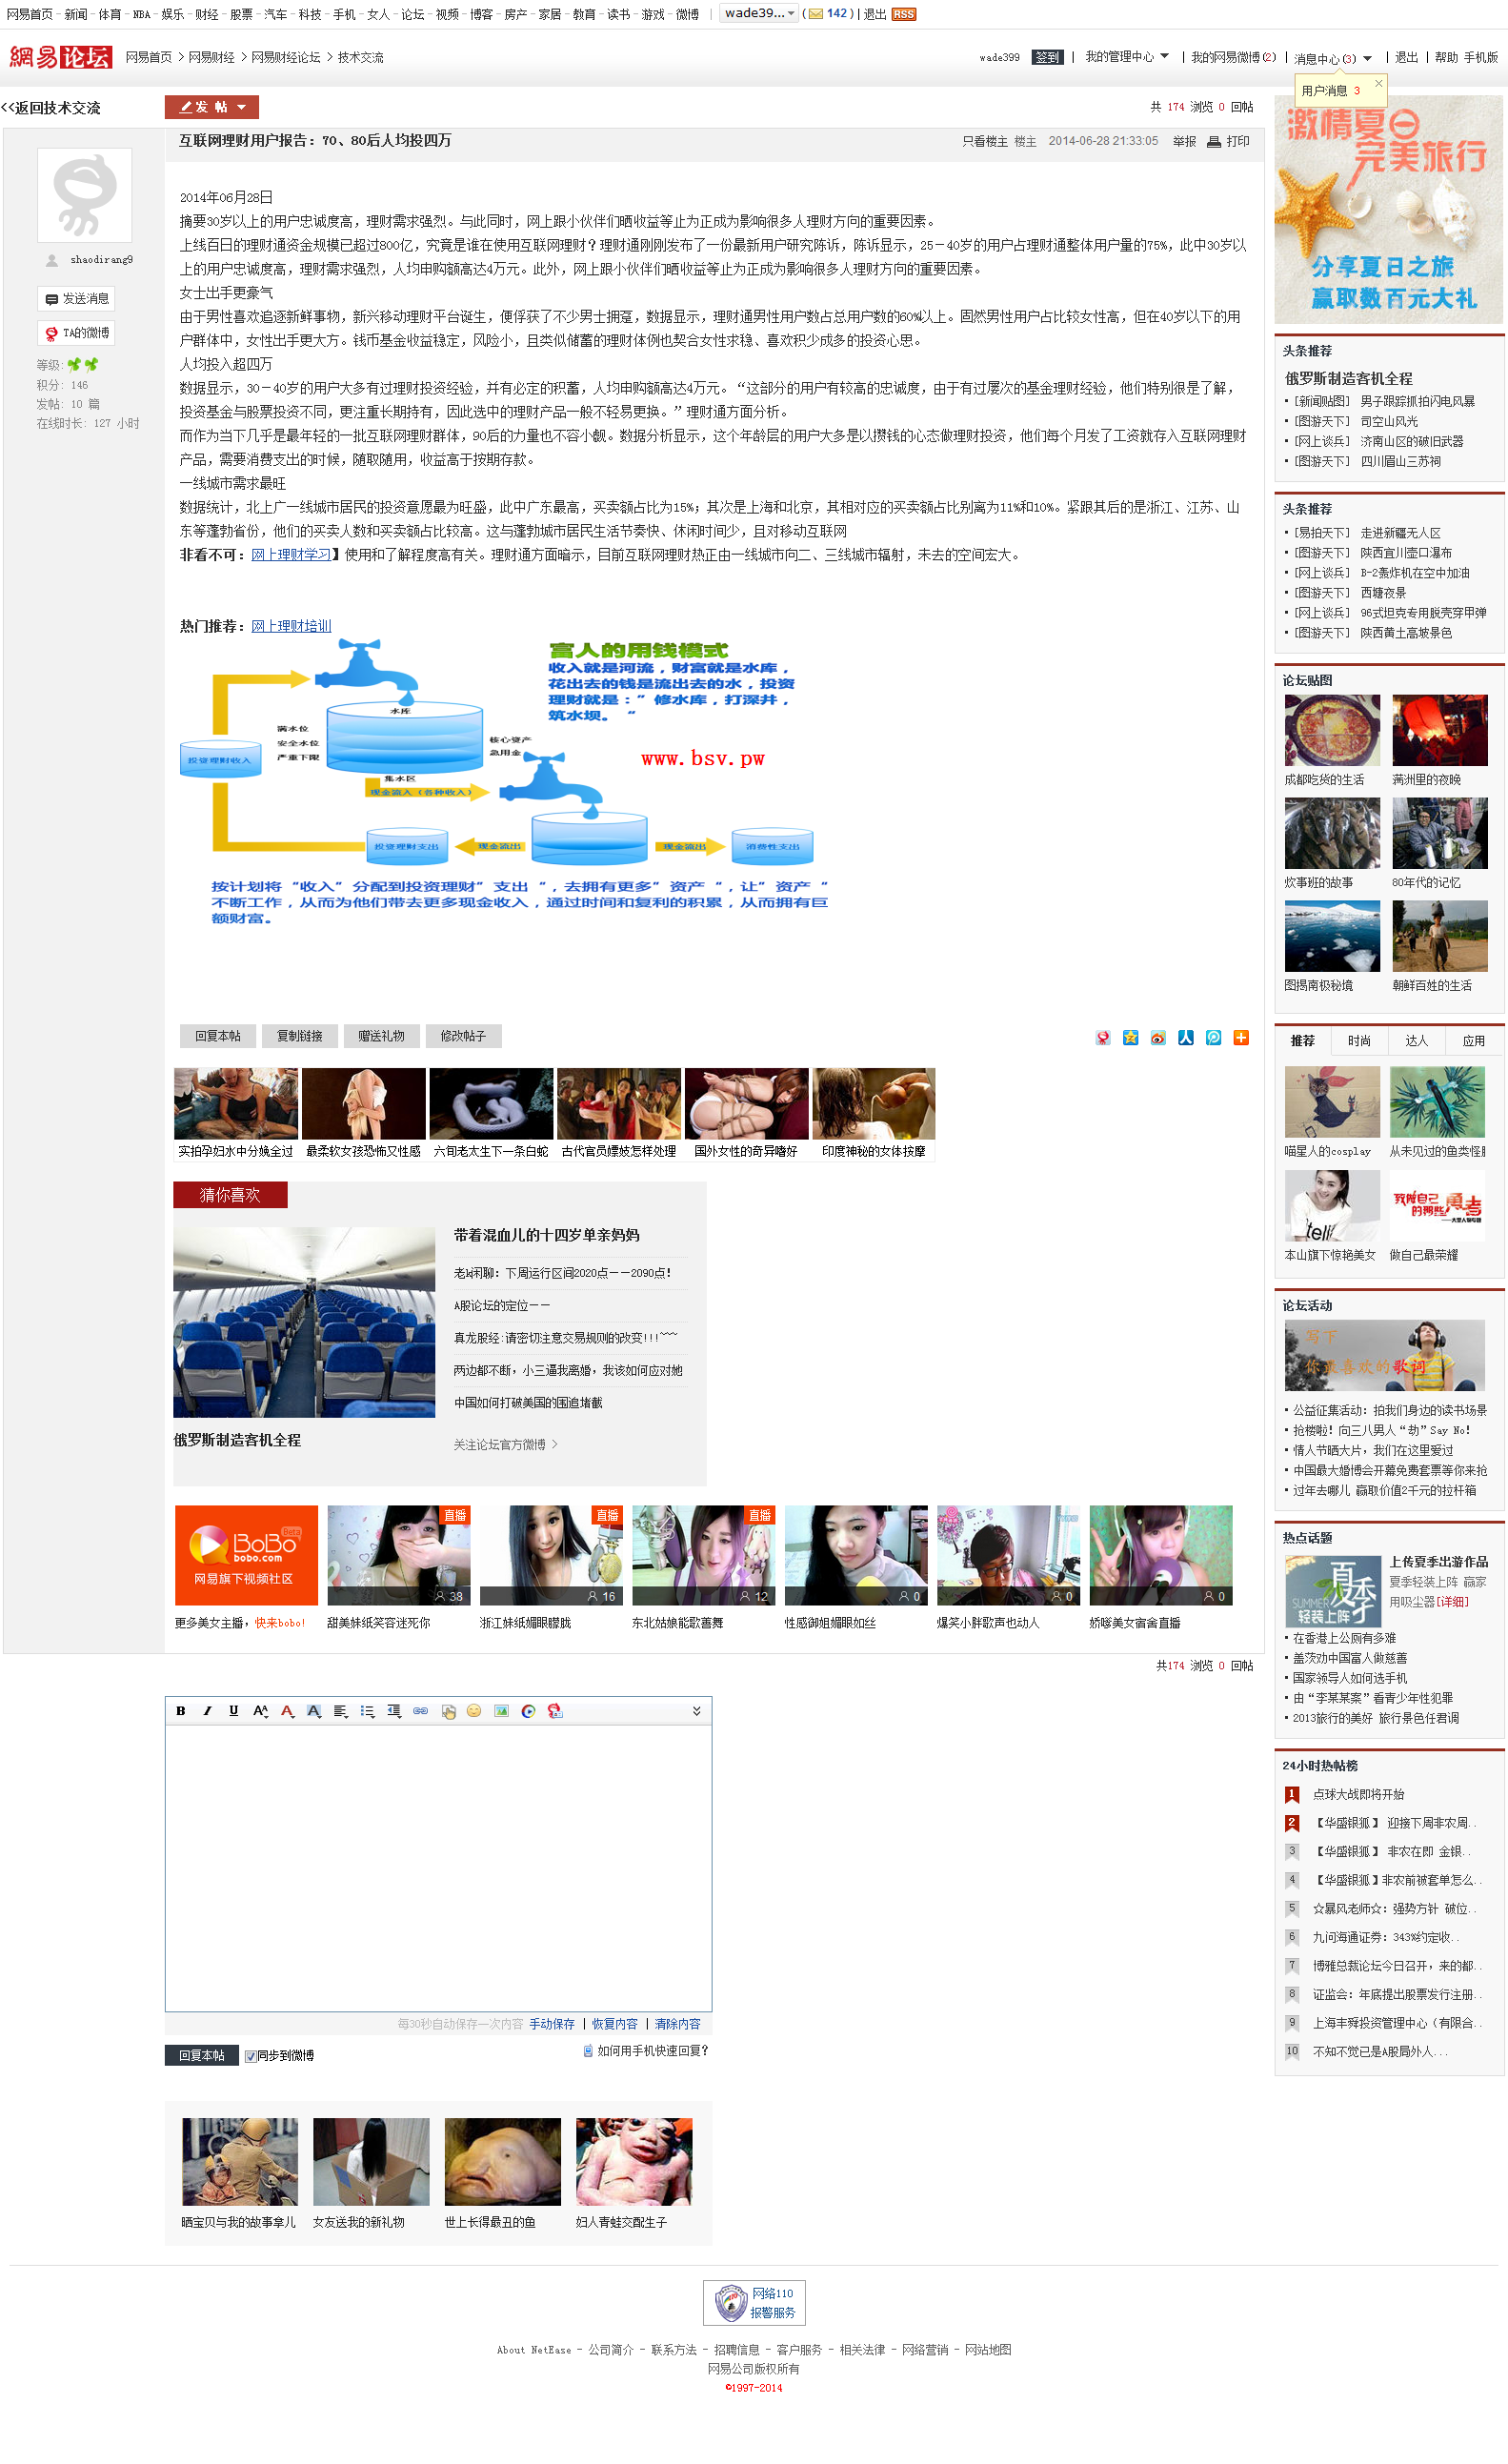 网易首页 - 新闻 - 体育 - NBA - 娱乐 - 财经 - 股票 - 汽车 - 科技 - 手机 - 女人 - 论坛 - 视频 - 博客 - 房产 - 家居 - 教育 - 读书 - 游戏 - 微博 | wade39... ( 142 ) | 退出 RSS
網易论坛 网易首页 > 网易财经 > 网易财经论坛 > 技术交流
wade399 签到 | 我的管理中心 | 我的网易微博(2) | 消息中心(3) | 退出 | 帮助 手机版
用户消息 3
<<返回技术交流
发 帖
共 174 浏览 0 回帖
互联网理财用户报告：70、80后人均投四万
只看楼主 楼主 2014-06-28 21:33:05 举报 打印
shaodirang9
发送消息
TA的微博
等级:
积分: 146
发帖: 10 篇
在线时长: 127 小时
2014年06月28日
摘要30岁以上的用户忠诚度高，理财需求强烈。与此同时，网上跟小伙伴们晒收益等止为正成为影响很多人理财方向的重要因素。
上线百日的理财通资金规模已超过800亿，究竟是谁在使用互联网理财？理财通刚刚发布了一份最新用户研究陈诉，陈诉显示，25－40岁的用户占理财通整体用户量的75%，此中30岁以
上的用户忠诚度高，理财需求强烈，人均申购额高达4万元。此外，网上跟小伙伴们晒收益等止为正成为影响很多人理财方向的重要因素。
女士出手更豪气
由于男性喜欢追逐新鲜事物，新兴移动理财平台诞生，便俘获了不少男士拥趸，数据显示，理财通男性用户数占总用户数的60%以上。固然男性用户占比较女性高，但在40岁以下的用
户群体中，女性出手更大方。钱币基金收益稳定，风险小，且类似储蓄的理财体例也契合女性求稳、喜欢积少成多的投资心思。
人均投入超四万
数据显示，30－40岁的用户大多有过理财投资经验，并有必定的积蓄，人均申购额高达4万元。“这部分的用户有较高的忠诚度，由于有过屡次的基金理财经验，他们特别很是了解，
投资基金与股票投资不同，更注重长期持有，因此选中的理财产品一般不轻易更换。”理财通方面分析。
而作为当下几乎是最年轻的一批互联网理财群体，90后的力量也不容小觑。数据分析显示，这个年龄层的用户大多是以攒钱的心态做理财投资，他们每个月发了工资就存入互联网理财
产品，需要消费支出的时候，随取随用，收益高于按期存款。
一线城市需求最旺
数据统计，北上广一线城市居民的投资意愿最为旺盛，此中广东最高，买卖额占比为15%；其次是上海和北京，其相对应的买卖额占比别离为11%和10%。紧跟其后的是浙江、江苏、山
东等蓬勃省份，他们的买卖人数和买卖额占比较高。这与蓬勃城市居民生活节奏快、休闲时间少，且对移动互联网
非看不可：网上理财学习】使用和了解程度高有关。理财通方面暗示，目前互联网理财热正由一线城市向二、三线城市辐射，未去的空间宏大。
热门推荐：网上理财培训
富人的用钱模式
收入就是河流，财富就是水库，
花出去的钱是流出去的水，投资
理财就是：”修水库，打深井，
筑水坝。“
水库
满水位
安全水位
严重下限
核心资产
急用金
投资理财收入
www.bsv.pw
集水区
现金流入（各种收入）
投资理财支出
现金流出
现金流出
消费性支出
按计划将“收入”分配到投资理财”支出“，去拥有更多”资产“，让”资产“
不断工作，从而为他们带去更多现金收入，通过时间和复利的积累，从而拥有巨
额财富。
回复本帖 复制链接 赠送礼物 修改帖子
实拍孕妇水中分娩全过 最柔软女孩恐怖又性感 六旬老太生下一条白蛇 古代官员嫖妓怎样处理 国外女性的奇异嗜好 印度神秘的女体按摩
猜你喜欢
带着混血儿的十四岁单亲妈妈
老k闲聊：下周运行区间2020点——2090点！
A股论坛的定位——
真龙股经:请密切注意交易规则的改变!!!~~~
两边都不断，小三逼我离婚，我该如何应对她
中国如何打破美国的围追堵截
俄罗斯制造客机全程
关注论坛官方微博 >
BoBo Beta
bobo.com
网易旗下视频社区
直播 38
直播 16
直播 12
0
0
0
更多美女主播，快来bobo! 甜美妹纸笑容迷死你 浙江妹纸媚眼朦胧 东北姑娘能歌善舞 性感御姐媚眼如丝 爆笑小胖歌声也动人 娇嗲美女宿舍直播
共174 浏览 0 回帖
每30秒自动保存一次内容 手动保存 | 恢复内容 | 清除内容
回复本帖 同步到微博
如何用手机快速回复？
晒宝贝与我的故事拿儿 女友送我的新礼物 世上长得最丑的鱼 妇人青蛙交配生子
激情夏日
完美旅行
分享夏日之旅
赢取数百元大礼
头条推荐
俄罗斯制造客机全程
[新闻贴图] 男子跟踪抓拍闪电风暴
[图游天下] 司空山风光
[网上谈兵] 济南山区的破旧武器
[图游天下] 四川眉山三苏祠
头条推荐
[易拍天下] 走进新疆无人区
[图游天下] 陕西宜川壶口瀑布
[网上谈兵] B-2轰炸机在空中加油
[图游天下] 西塘夜景
[网上谈兵] 96式坦克专用脱壳穿甲弹
[图游天下] 陕西黄土高坡景色
论坛贴图
成都吃货的生活 满洲里的夜晚
炊事班的故事 80年代的记忆
图揭南极秘境 朝鲜百姓的生活
推荐 时尚 达人 应用
喵星人的cosplay 从未见过的鱼类怪胎
致做自己的那些勇者
本山旗下惊艳美女 做自己最荣耀
论坛活动
写下
你最喜欢的歌词
公益征集活动：拍我们身边的读书场景
抢楼啦！向三八男人“劫”Say No!
情人节晒大片，我们在这里爱过
中国最大婚博会开幕免费套票等你来抢
过年去哪儿 赢取价值2千元的拉杆箱
热点话题
夏季
SUMMER
轻装上阵
上传夏季出游作品
夏季轻装上阵 赢家
用吸尘器[详细]
在香港上公厕有多难
盖茨劝中国富人做慈善
国家领导人如何选手机
由“李某某案”看青少年性犯罪
2013旅行的美好 旅行景色任君调
24小时热帖榜
1 点球大战即将开始
2 【华盛银狐】 迎接下周非农周..
3 【华盛银狐】 非农在即 金银..
4 【华盛银狐】非农前被套单怎么..
5 ☆暴风老师☆：强势方针 破位..
6 九问海通证券：343%约定收..
7 博雅总裁论坛今日召开，来的都..
8 证监会：年底提出股票发行注册..
9 上海丰舜投资管理中心（有限合..
10 不知不觉已是A股局外人...
网络110
报警服务
About NetEase - 公司简介 - 联系方法 - 招聘信息 - 客户服务 - 相关法律 - 网络营销 - 网站地图
网易公司版权所有
©1997-2014